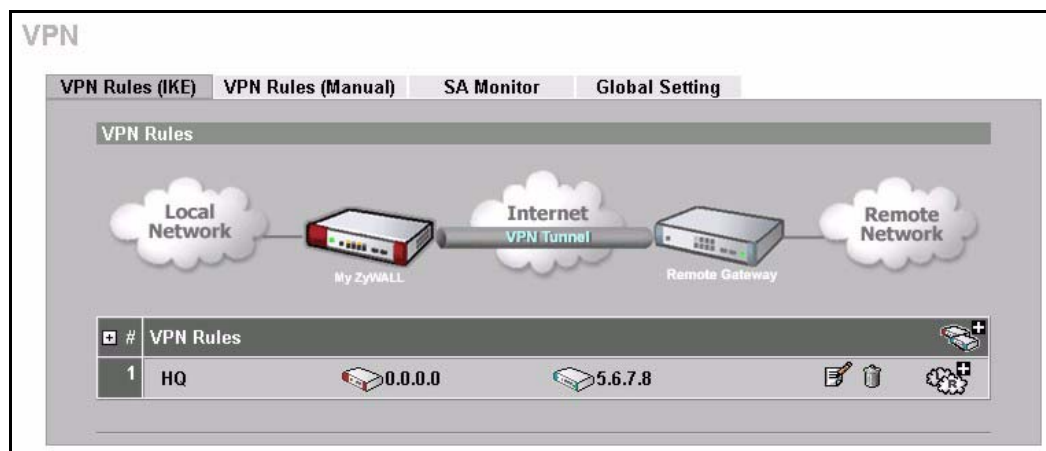 VPN
VPN Rules (IKE) VPN Rules (Manual) SA Monitor Global Setting
VPN Rules
Local
Network
My ZyWALL
Internet
VPN Tunnel
Remote Gateway
Remote
Network
# VPN Rules
1 HQ 0.0.0.0 5.6.7.8
R